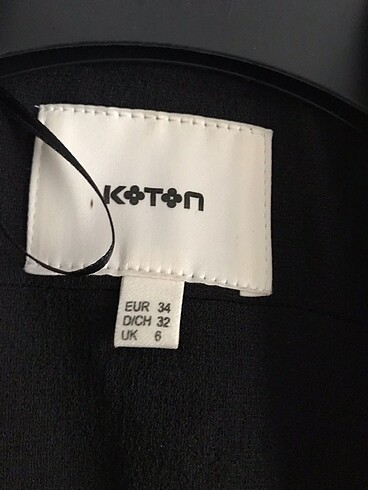 KOTON
EUR 34
D/CH 32
UK 6